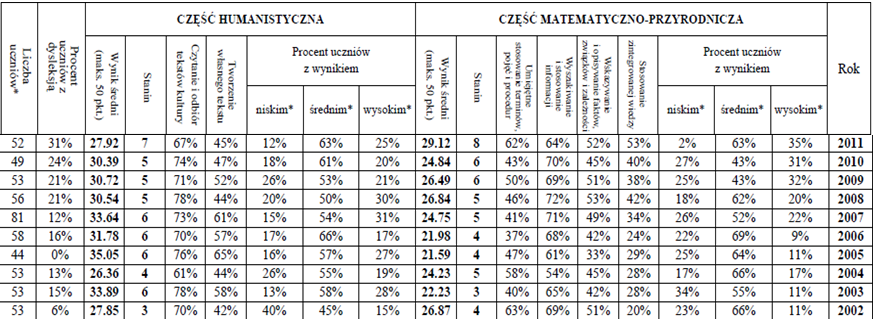 CZĘŚĆ HUMANISTYCZNA CZĘŚĆ MATEMATYCZNO-PRZYRODNICZA
Liczba uczniów*
Procent uczniów z dysleksją
Wynik średni (maks. 50 pkt.)
Stanin
Czytanie i odbiór tekstów kultury
Tworzenie własnego tekstu
Procent uczniów z wynikiem
niskim* średnim* wysokim*
Wynik średni (maks. 50 pkt.)
Stanin
Umiejętne stosowanie terminów, pojęć i procedur
Wyszukiwanie i stosowanie informacji
Wskazywanie i opisywanie faktów, związków i zależności
Stosowanie zintegrowanej wiedzy
Procent uczniów z wynikiem
niskim* średnim* wysokim*
Rok
52 31% 27.92 7 67% 45% 12% 63% 25% 29.12 8 62% 64% 52% 53% 2% 63% 35% 2011
49 24% 30.39 5 74% 47% 18% 61% 20% 24.84 6 43% 70% 45% 40% 27% 43% 31% 2010
53 21% 30.72 5 71% 52% 26% 53% 21% 26.49 6 50% 69% 51% 38% 25% 43% 32% 2009
56 21% 30.54 5 78% 44% 20% 50% 30% 26.84 5 46% 72% 53% 42% 18% 62% 20% 2008
81 12% 33.64 6 73% 61% 15% 54% 31% 24.75 5 41% 71% 49% 34% 26% 52% 22% 2007
58 16% 31.78 6 70% 57% 17% 66% 17% 21.98 4 37% 68% 42% 24% 22% 69% 9% 2006
44 0% 35.05 6 76% 65% 16% 57% 27% 21.59 4 47% 61% 33% 29% 25% 64% 11% 2005
53 13% 26.36 4 61% 44% 26% 55% 19% 24.23 5 58% 54% 45% 28% 17% 66% 17% 2004
53 15% 33.89 6 78% 58% 13% 58% 28% 22.23 3 40% 65% 42% 28% 34% 55% 11% 2003
53 6% 27.85 3 70% 42% 40% 45% 15% 26.87 4 63% 69% 51% 20% 23% 66% 11% 2002